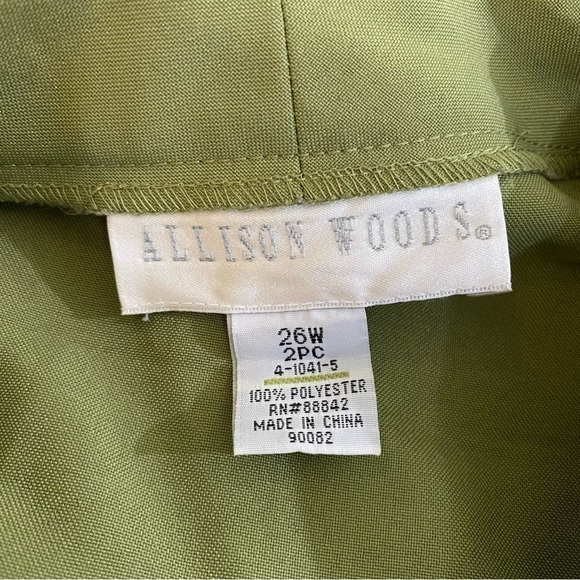 ALLISON WOODS®
26W
2PC
4-1041-5
100% POLYESTER
RN#88842
MADE IN CHINA
90082